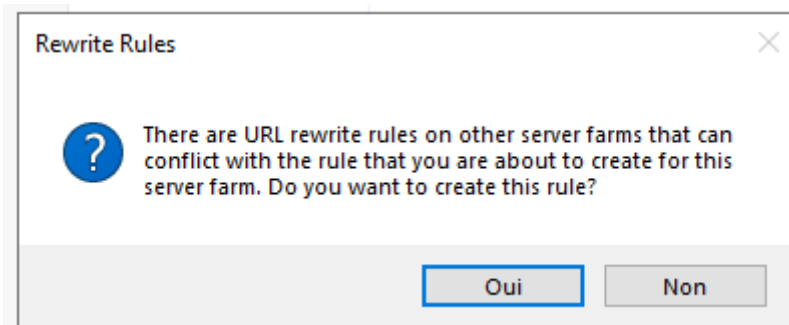 Rewrite Rules
There are URL rewrite rules on other server farms that can
conflict with the rule that you are about to create for this
server farm. Do you want to create this rule?
Oui
Non